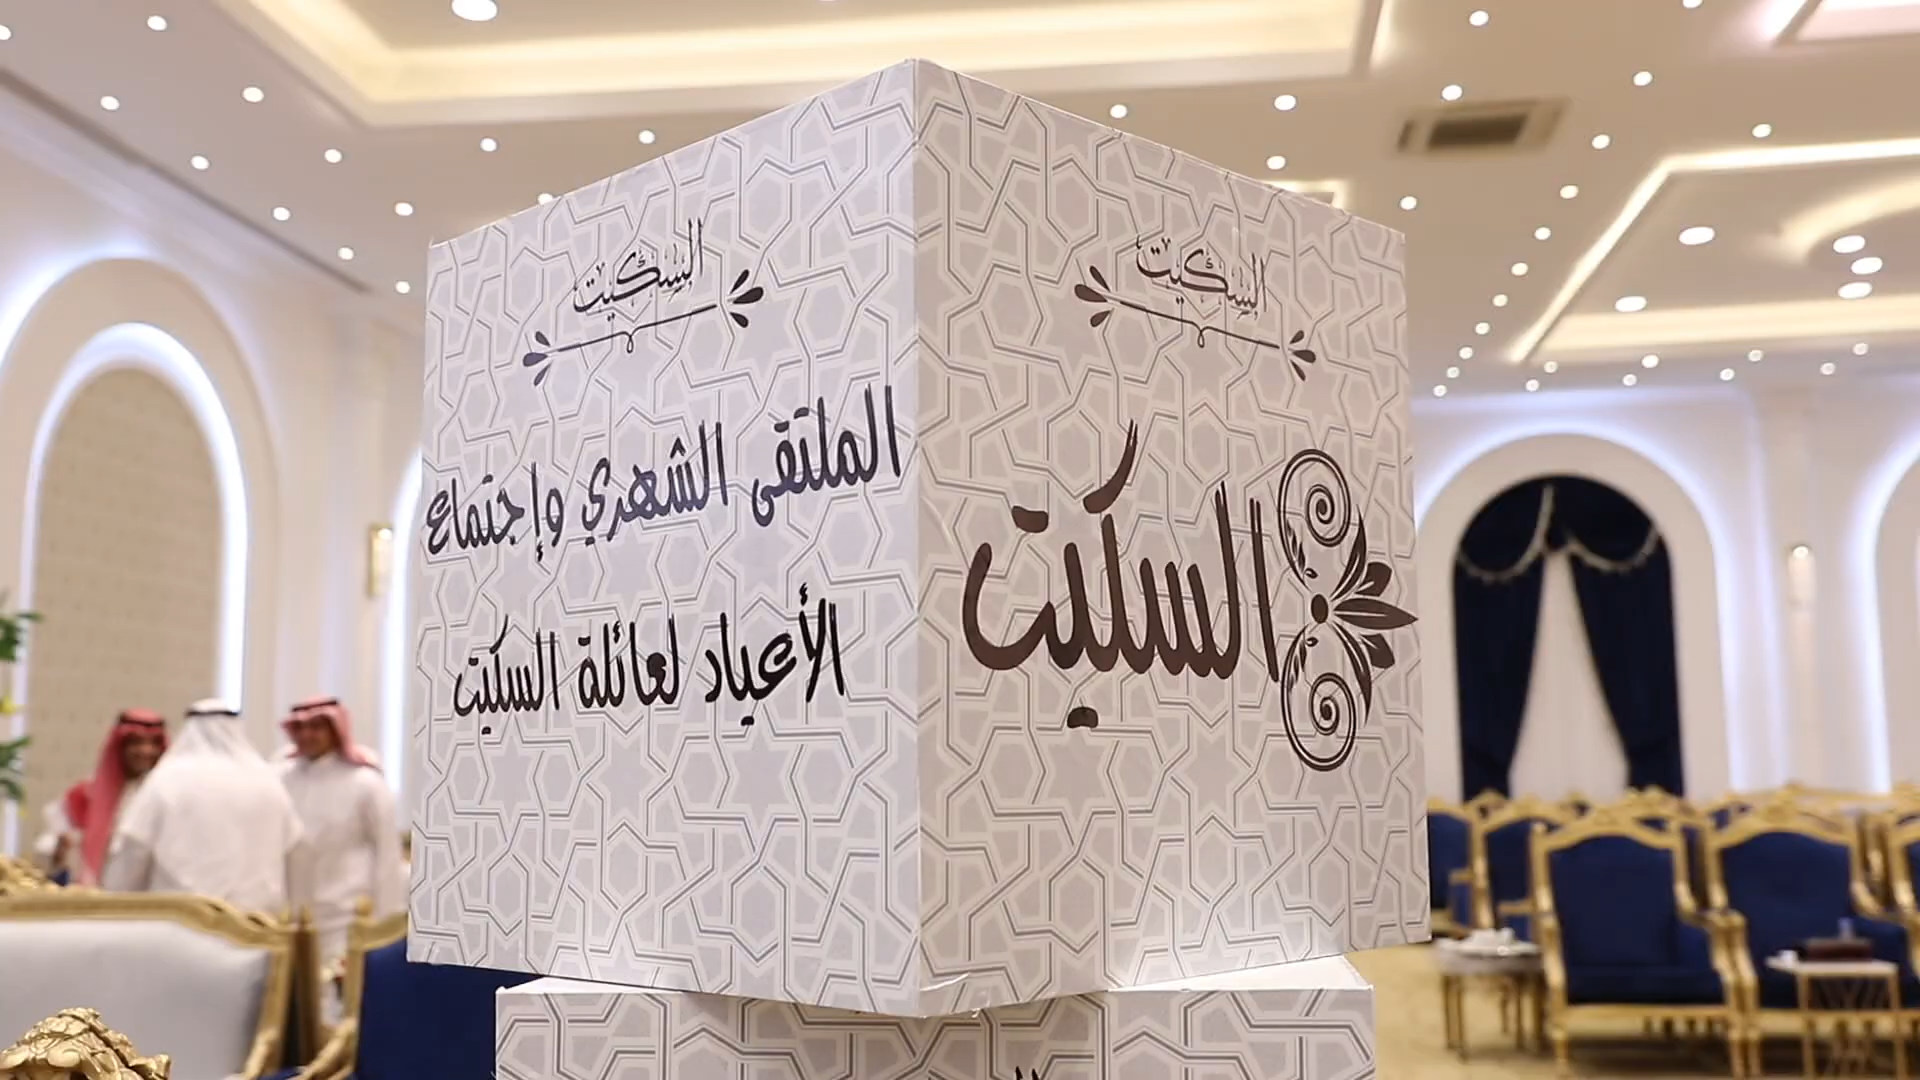 السكيت
السكيت
الملتقى الشهري وإجتماع
الأعياد لعائلة السكيت
السكيت